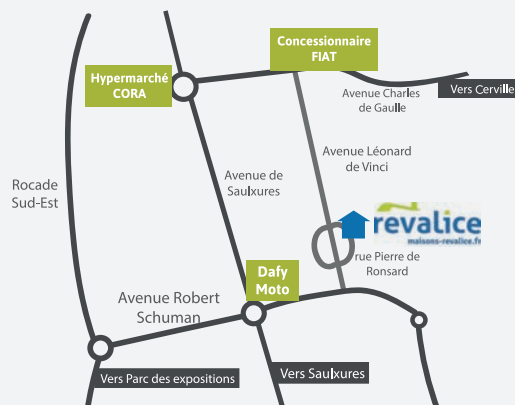 Concessionnaire
FIAT
Hypermarché
CORA
Vers Cerville
Avenue Charles
de Gaulle
Avenue Léonard
de Vinci
Avenue de
Saulxures
Rocade
Sud-Est
revalice
maisons-revalice.fr
rue Pierre de
Ronsard
Dafy
Moto
Avenue Robert
Schuman
Vers Parc des expositions
Vers Saulxures